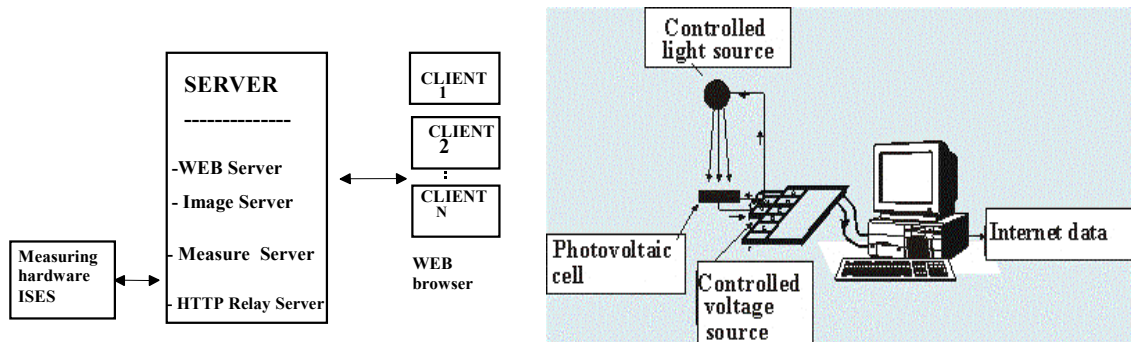 SERVER
--------------
-WEB Server
- Image Server
- Measure Server
- HTTP Relay Server
Measuring
hardware
ISES
CLIENT
1
CLIENT
2
:
CLIENT
N
WEB
browser
Controlled
light source
Photovoltaic
cell
Controlled
voltage
source
Internet data